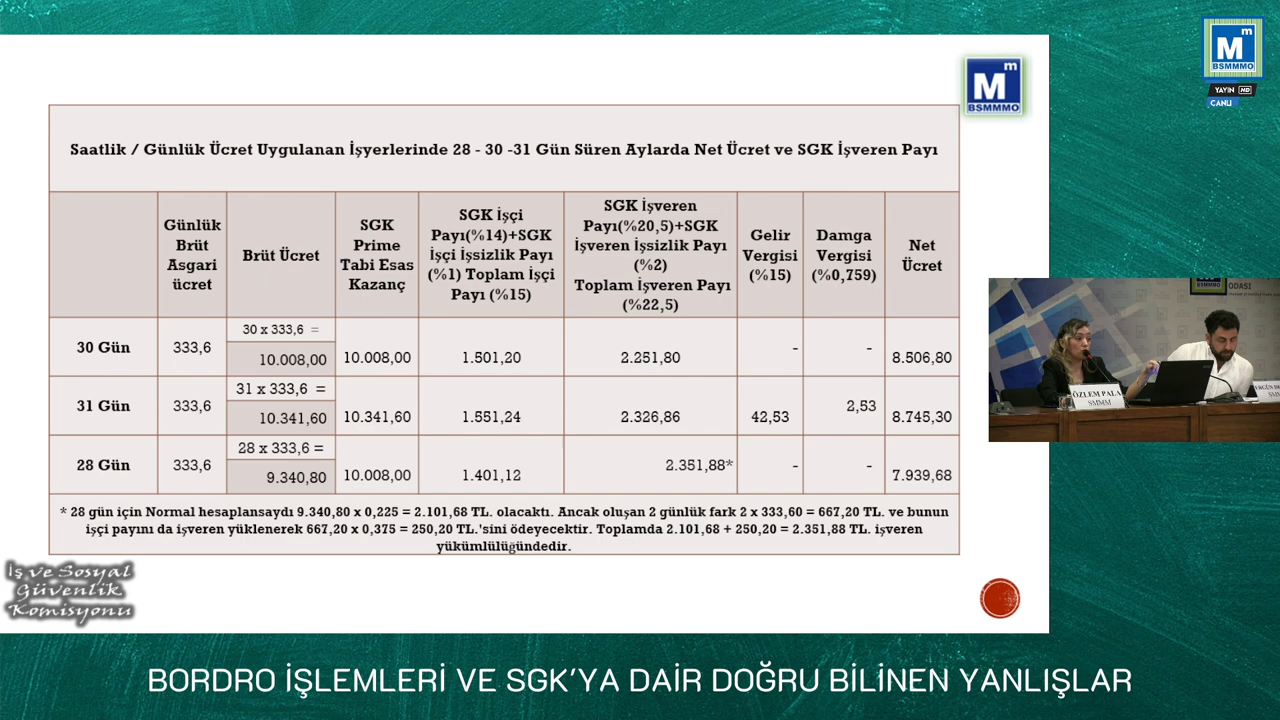 m
M
BSMMMO
YAYIN HD
CANLI
m
M
BSMMMO
Saatlik / Günlük Ücret Uygulanan İşyerlerinde 28 - 30 -31 Gün Süren Aylarda Net Ücret ve SGK İşveren Payı
Günlük Brüt Asgari ücret
Brüt Ücret
SGK Prime Tabi Esas Kazanç
SGK İşçi Payı(%14)+SGK İşçi İşsizlik Payı (%1) Toplam İşçi Payı (%15)
SGK İşveren Payı(%20,5)+SGK İşveren İşsizlik Payı (%2) Toplam İşveren Payı (%22,5)
Gelir Vergisi (%15)
Damga Vergisi (%0,759)
Net Ücret
30 Gün 333,6 30 x 333,6 = 10.008,00 10.008,00 1.501,20 2.251,80 - - 8.506,80
31 Gün 333,6 31 x 333,6 = 10.341,60 10.341,60 1.551,24 2.326,86 42,53 2,53 8.745,30
28 Gün 333,6 28 x 333,6 = 9.340,80 10.008,00 1.401,12 2.351,88* - - 7.939,68
* 28 gün için Normal hesaplansaydı 9.340,80 x 0,225 = 2.101,68 TL. olacaktı. Ancak oluşan 2 günlük fark 2 x 333,60 = 667,20 TL. ve bunun
işçi payını da işveren yüklenerek 667,20 x 0,375 = 250,20 TL.'sini ödeyecektir. Toplamda 2.101,68 + 250,20 = 2.351,88 TL. işveren
yükümlülüğündedir.
İş ve Sosyal
Güvenlik
Komisyonu
BSMMMO
ODASI
ÖZLEM PALA
SMMM
BORDRO İŞLEMLERİ VE SGK'YA DAİR DOĞRU BİLİNEN YANLIŞLAR